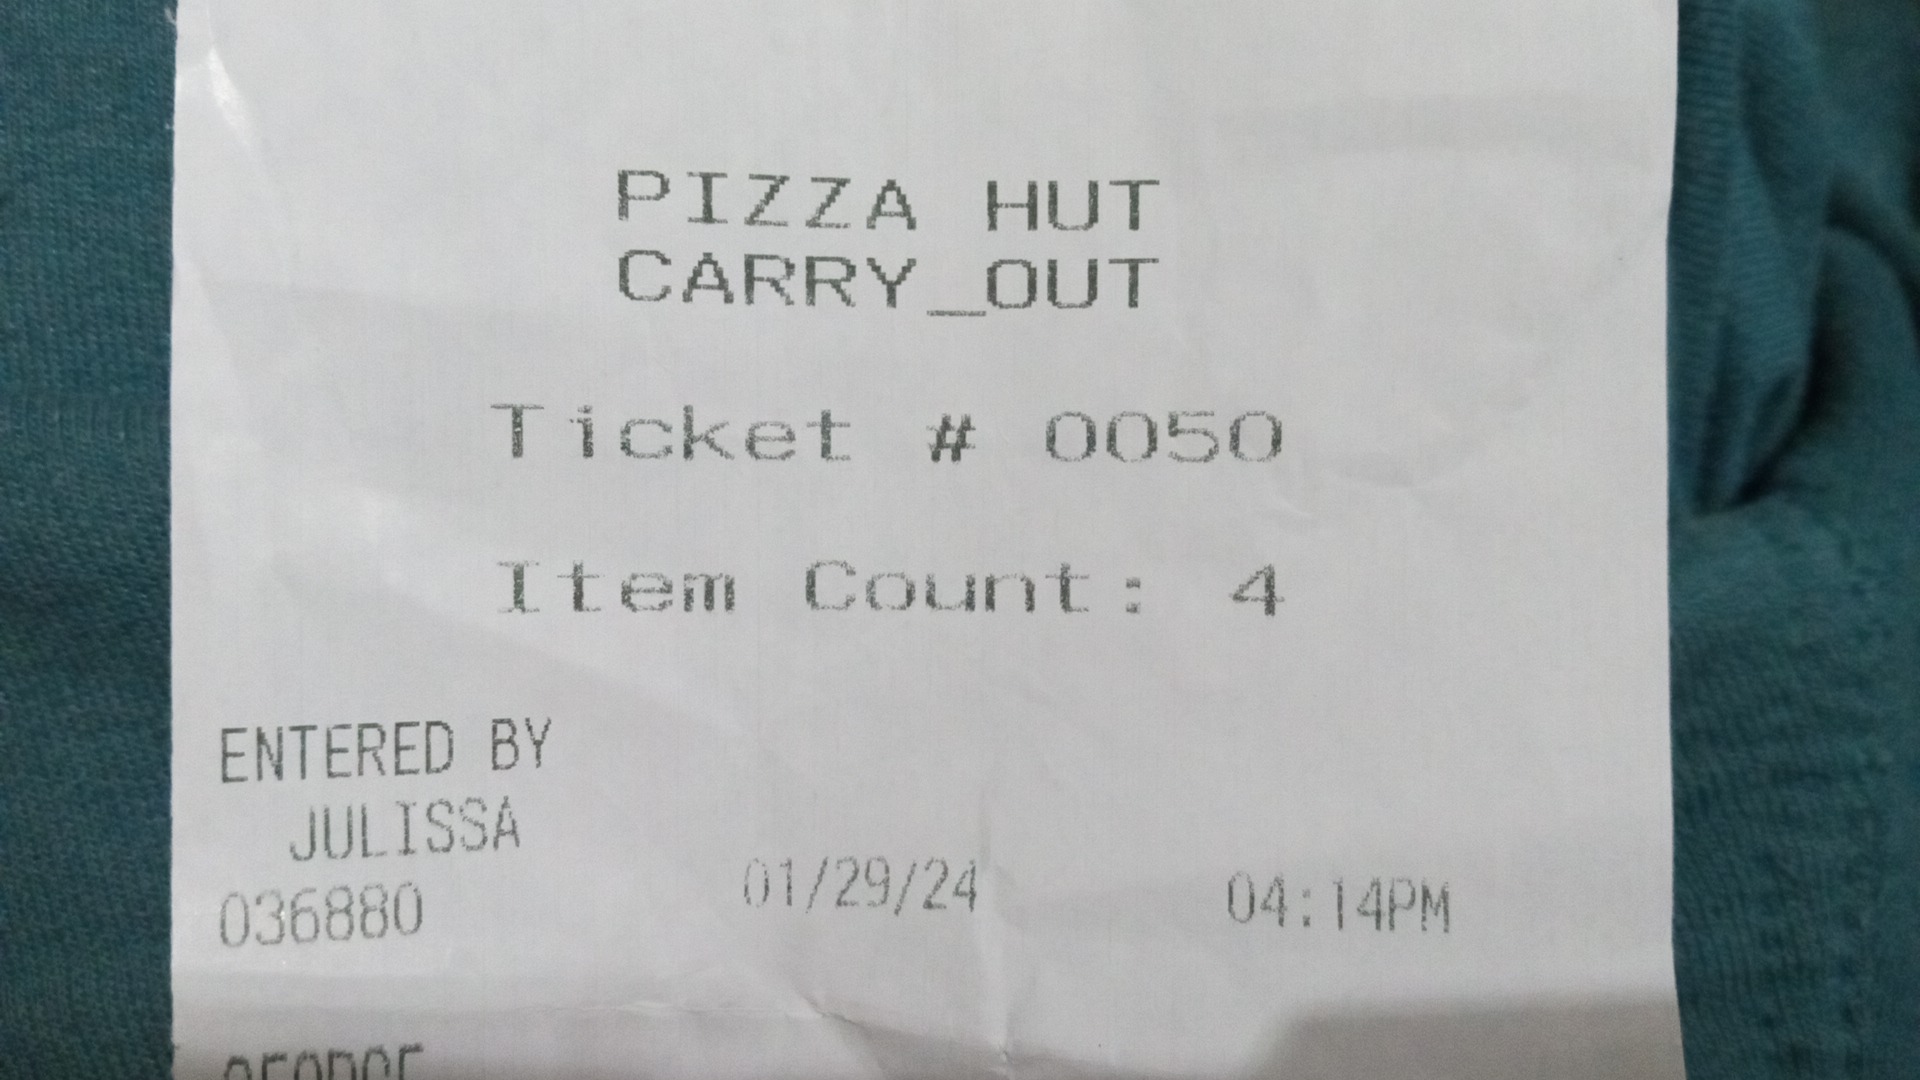 PIZZA HUT
CARRY_OUT
Ticket # 0050
Item Count: 4
ENTERED BY
JULISSA
036880 01/29/24 04:14PM